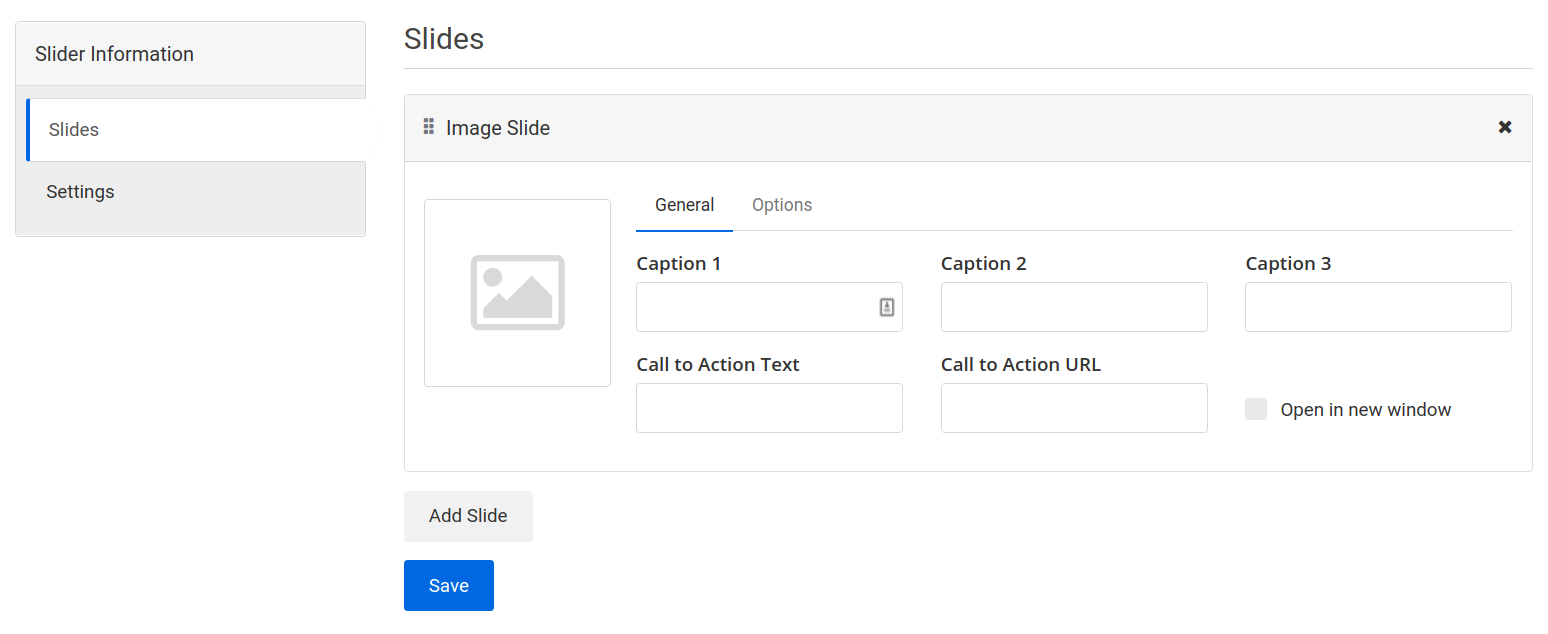 Slider Information
Slides
Settings
Slides
Image Slide
General Options
Caption 1 Caption 2 Caption 3
Call to Action Text Call to Action URL
Open in new window
Add Slide
Save